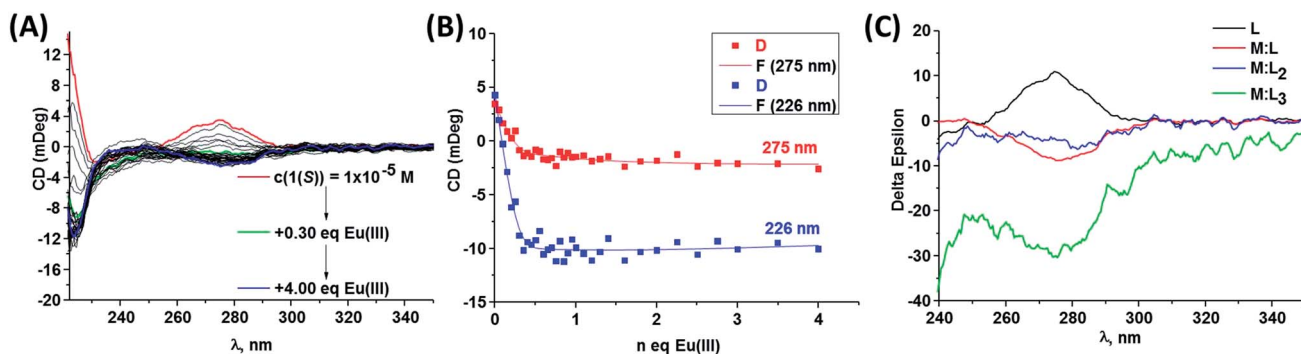 (A)
CD (mDeg)
12
8
4
0
-4
-8
-12
-16
-20
c(1(S)) = 1x10⁻⁵ M
+0.30 eq Eu(III)
+4.00 eq Eu(III)
240 260 280 300 320 340
λ, nm
(B)
CD (mDeg)
10
5
0
-5
-10
-15
D
F (275 nm)
D
F (226 nm)
275 nm
226 nm
0 1 2 3 4
n eq Eu(III)
(C)
Delta Epsilon
30
20
10
0
-10
-20
-30
-40
L
M:L
M:L₂
M:L₃
240 260 280 300 320 340
λ, nm